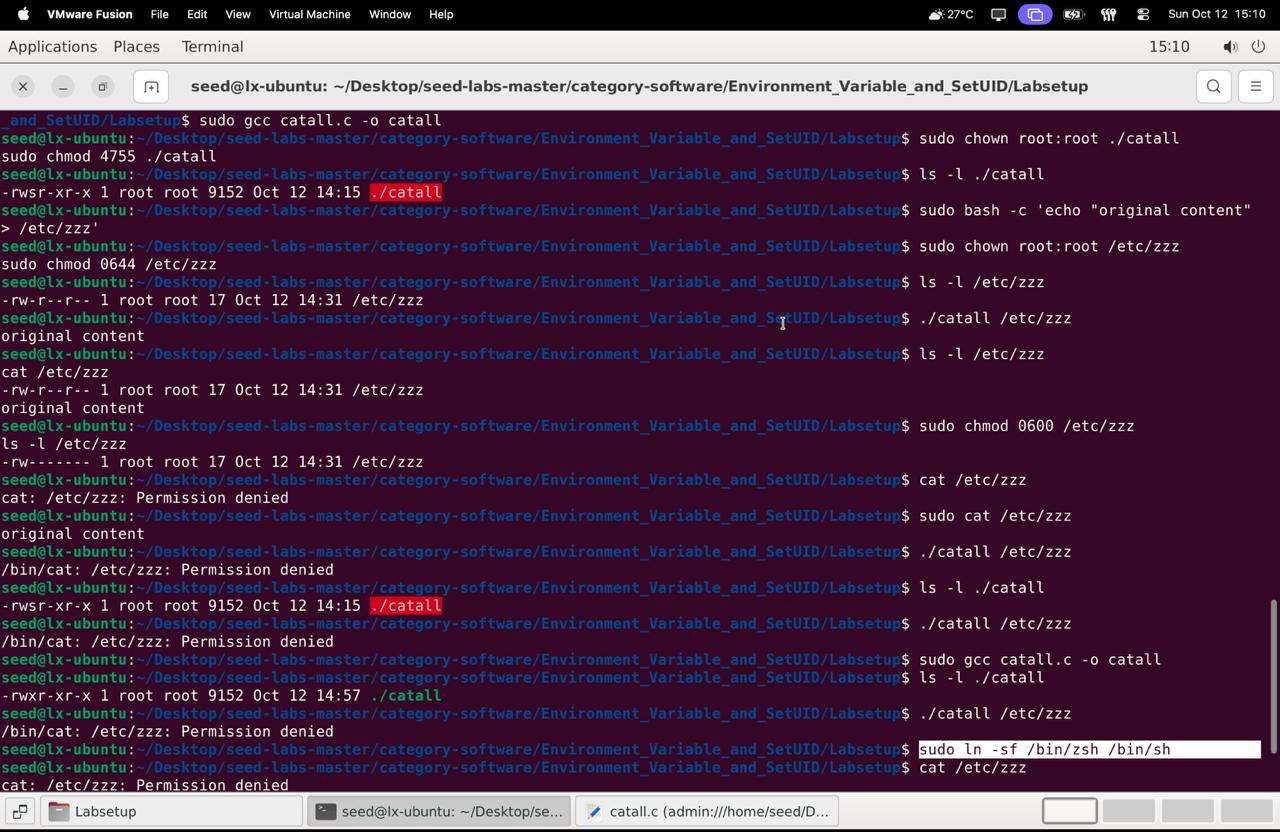 VMware Fusion File Edit View Virtual Machine Window Help 27°C Sun Oct 12 15:10
Applications Places Terminal 15:10
seed@lx-ubuntu: ~/Desktop/seed-labs-master/category-software/Environment_Variable_and_SetUID/Labsetup
_and_SetUID/Labsetup$ sudo gcc catall.c -o catall
seed@lx-ubuntu:~/Desktop/seed-labs-master/category-software/Environment_Variable_and_SetUID/Labsetup$ sudo chown root:root ./catall
sudo chmod 4755 ./catall
seed@lx-ubuntu:~/Desktop/seed-labs-master/category-software/Environment_Variable_and_SetUID/Labsetup$ ls -l ./catall
-rwsr-xr-x 1 root root 9152 Oct 12 14:15 ./catall
seed@lx-ubuntu:~/Desktop/seed-labs-master/category-software/Environment_Variable_and_SetUID/Labsetup$ sudo bash -c 'echo "original content"
> /etc/zzz'
seed@lx-ubuntu:~/Desktop/seed-labs-master/category-software/Environment_Variable_and_SetUID/Labsetup$ sudo chown root:root /etc/zzz
sudo chmod 0644 /etc/zzz
seed@lx-ubuntu:~/Desktop/seed-labs-master/category-software/Environment_Variable_and_SetUID/Labsetup$ ls -l /etc/zzz
-rw-r--r-- 1 root root 17 Oct 12 14:31 /etc/zzz
seed@lx-ubuntu:~/Desktop/seed-labs-master/category-software/Environment_Variable_and_SetUID/Labsetup$ ./catall /etc/zzz
original content
seed@lx-ubuntu:~/Desktop/seed-labs-master/category-software/Environment_Variable_and_SetUID/Labsetup$ ls -l /etc/zzz
cat /etc/zzz
-rw-r--r-- 1 root root 17 Oct 12 14:31 /etc/zzz
original content
seed@lx-ubuntu:~/Desktop/seed-labs-master/category-software/Environment_Variable_and_SetUID/Labsetup$ sudo chmod 0600 /etc/zzz
ls -l /etc/zzz
-rw------- 1 root root 17 Oct 12 14:31 /etc/zzz
seed@lx-ubuntu:~/Desktop/seed-labs-master/category-software/Environment_Variable_and_SetUID/Labsetup$ cat /etc/zzz
cat: /etc/zzz: Permission denied
seed@lx-ubuntu:~/Desktop/seed-labs-master/category-software/Environment_Variable_and_SetUID/Labsetup$ sudo cat /etc/zzz
original content
seed@lx-ubuntu:~/Desktop/seed-labs-master/category-software/Environment_Variable_and_SetUID/Labsetup$ ./catall /etc/zzz
/bin/cat: /etc/zzz: Permission denied
seed@lx-ubuntu:~/Desktop/seed-labs-master/category-software/Environment_Variable_and_SetUID/Labsetup$ ls -l ./catall
-rwsr-xr-x 1 root root 9152 Oct 12 14:15 ./catall
seed@lx-ubuntu:~/Desktop/seed-labs-master/category-software/Environment_Variable_and_SetUID/Labsetup$ ./catall /etc/zzz
/bin/cat: /etc/zzz: Permission denied
seed@lx-ubuntu:~/Desktop/seed-labs-master/category-software/Environment_Variable_and_SetUID/Labsetup$ sudo gcc catall.c -o catall
seed@lx-ubuntu:~/Desktop/seed-labs-master/category-software/Environment_Variable_and_SetUID/Labsetup$ ls -l ./catall
-rwxr-xr-x 1 root root 9152 Oct 12 14:57 ./catall
seed@lx-ubuntu:~/Desktop/seed-labs-master/category-software/Environment_Variable_and_SetUID/Labsetup$ ./catall /etc/zzz
/bin/cat: /etc/zzz: Permission denied
seed@lx-ubuntu:~/Desktop/seed-labs-master/category-software/Environment_Variable_and_SetUID/Labsetup$ sudo ln -sf /bin/zsh /bin/sh
seed@lx-ubuntu:~/Desktop/seed-labs-master/category-software/Environment_Variable_and_SetUID/Labsetup$ cat /etc/zzz
cat: /etc/zzz: Permission denied
Labsetup seed@lx-ubuntu: ~/Desktop/se... catall.c (admin:///home/seed/D...